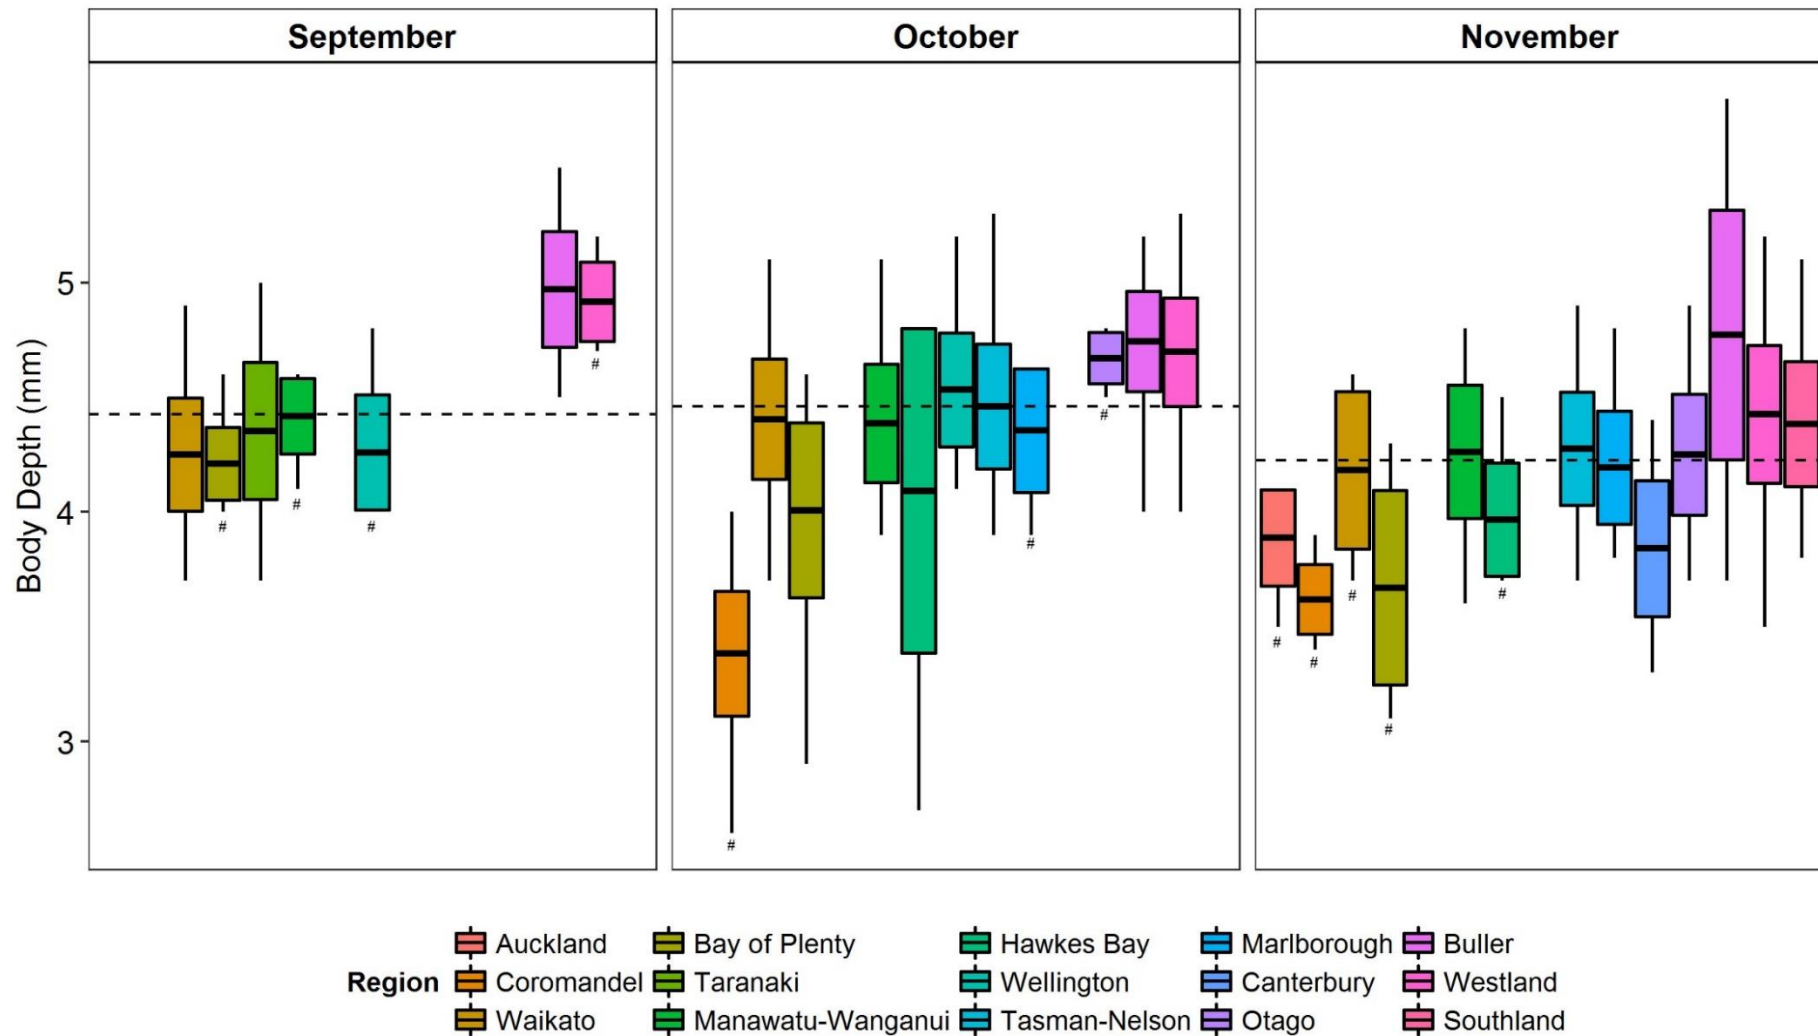 September October November
Body Depth (mm)
5
4
3
# # # #
# # #
# # # # #
#
Auckland Bay of Plenty Hawkes Bay Marlborough Buller
Region Coromandel Taranaki Wellington Canterbury Westland
Waikato Manawatu-Wanganui Tasman-Nelson Otago Southland